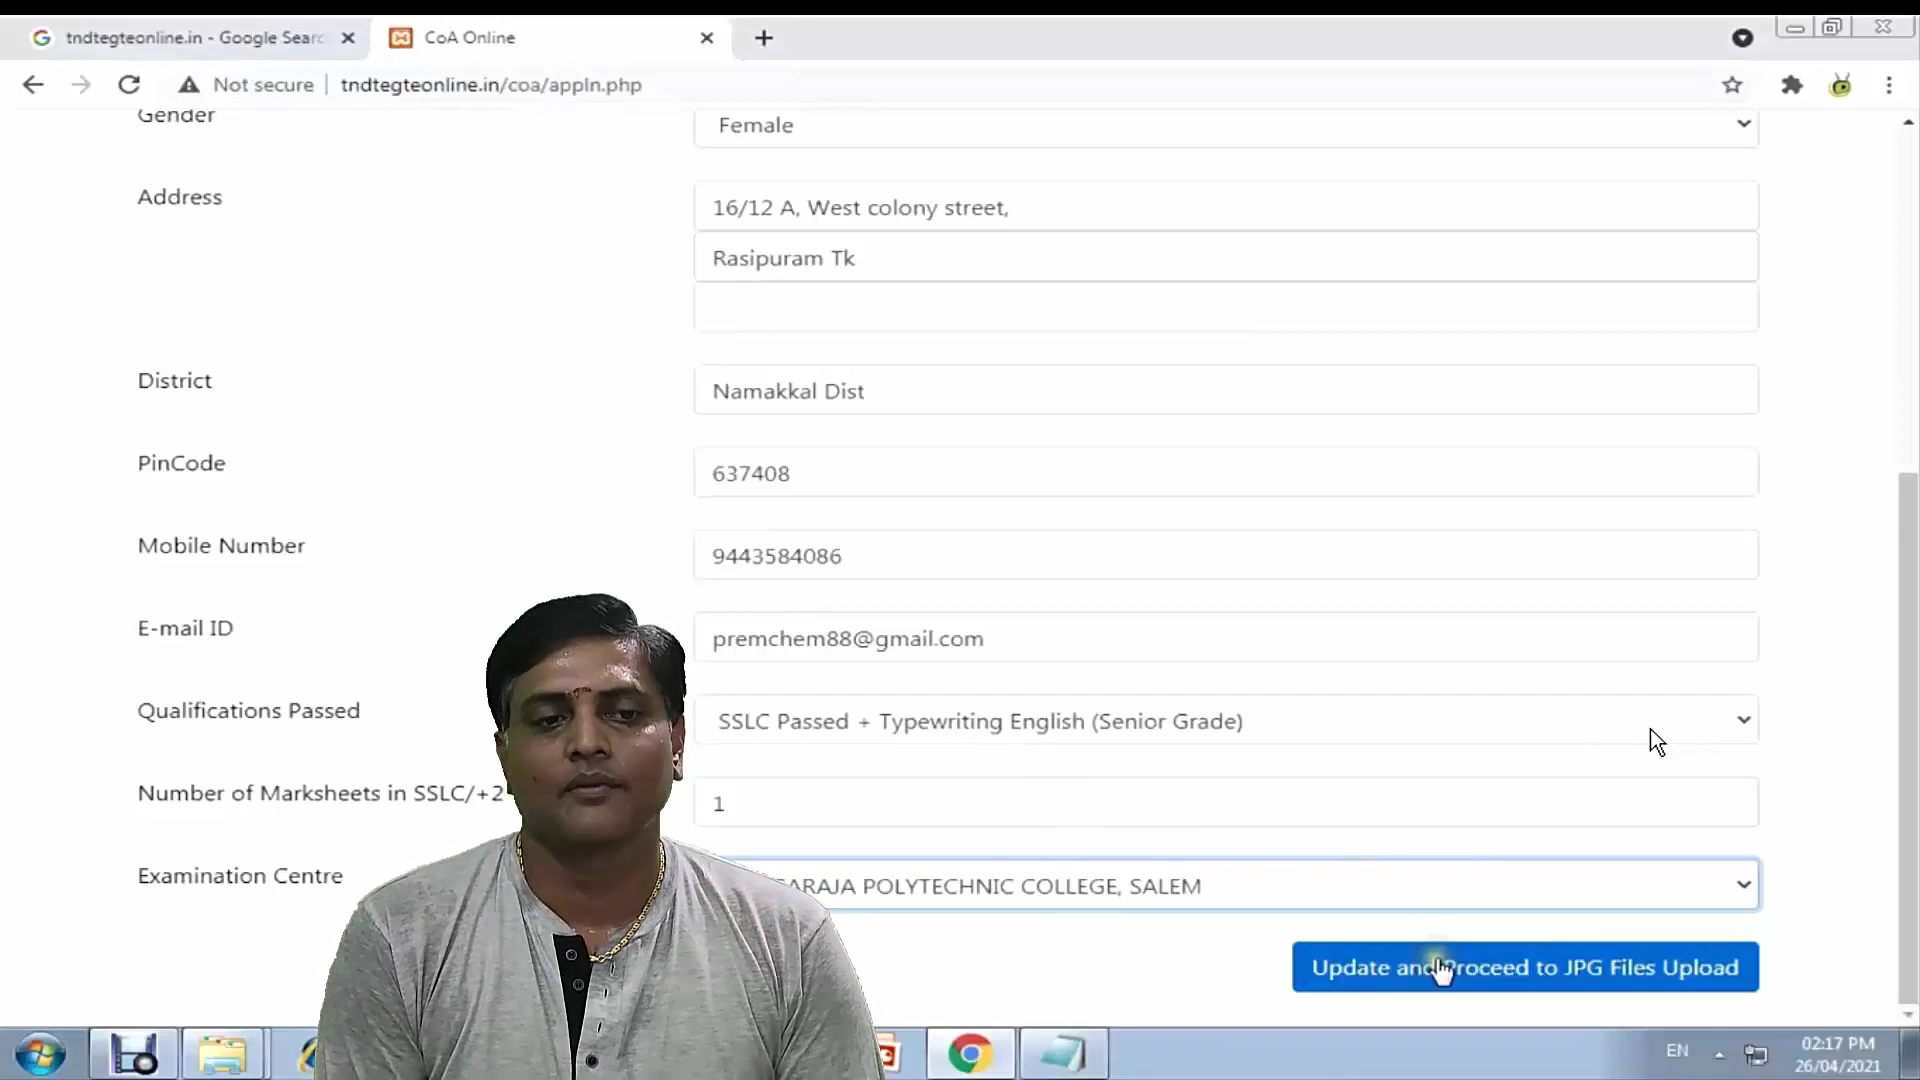 tndtegteonline.in - Google Searc
CoA Online
Not secure
tndtegteonline.in/coa/appln.php
Gender
Female
Address
16/12 A, West colony street,
Rasipuram Tk
District
Namakkal Dist
PinCode
637408
Mobile Number
9443584086
E-mail ID
premchem88@gmail.com
Qualifications Passed
SSLC Passed + Typewriting English (Senior Grade)
Number of Marksheets in SSLC/+2
1
Examination Centre
ARAJA POLYTECHNIC COLLEGE, SALEM
Update and Proceed to JPG Files Upload
EN
02:17 PM
26/04/2021